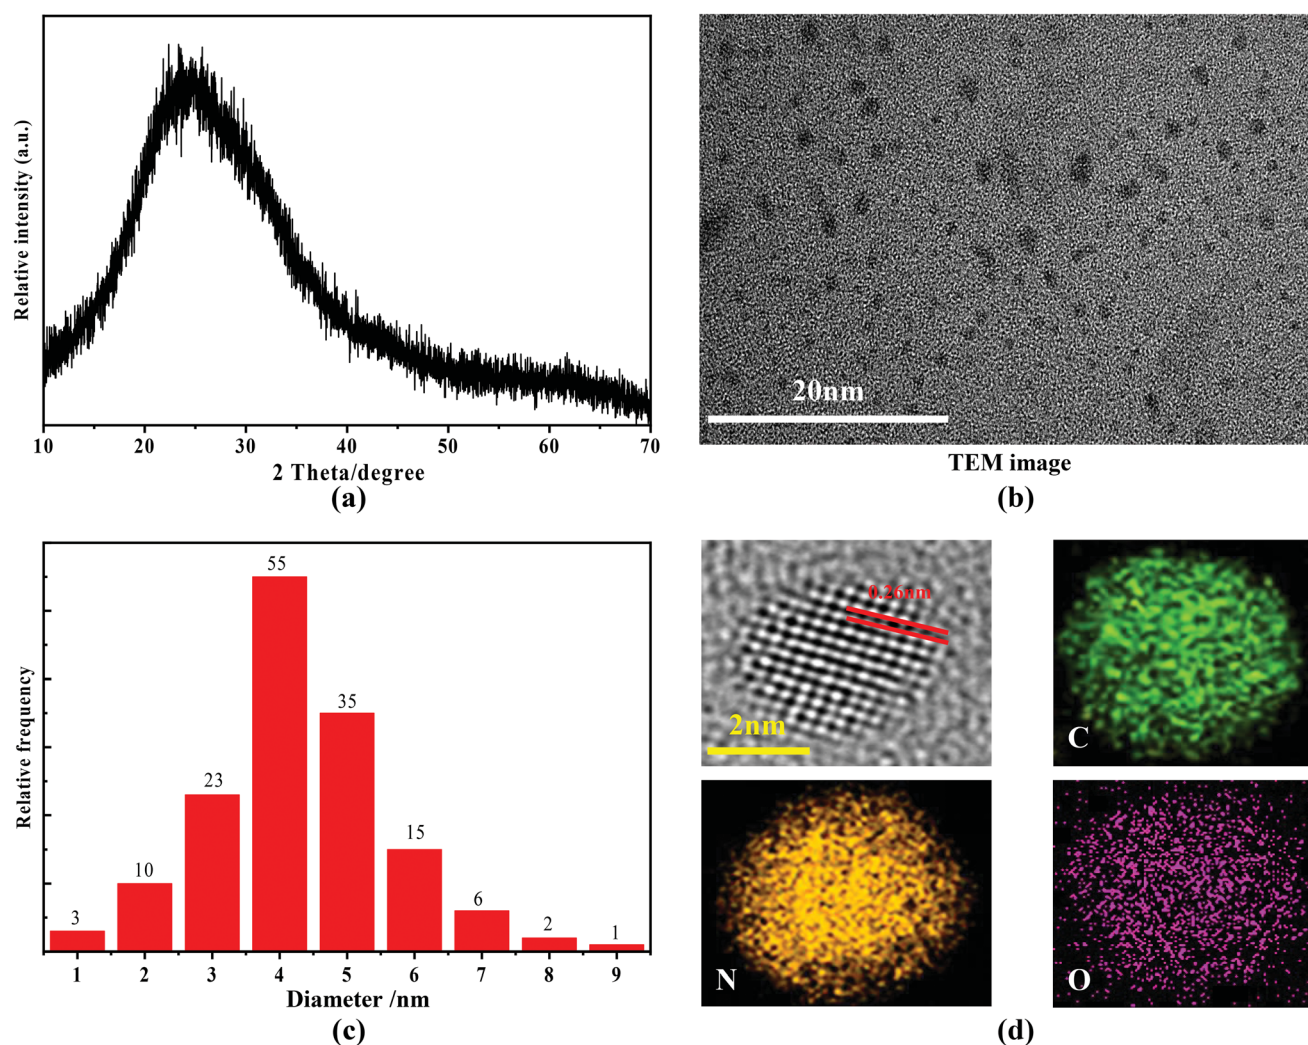 Relative intensity (a.u.)
10 20 30 40 50 60 70
2 Theta/degree
(a)
20nm
TEM image
(b)
Relative frequency
3 10 23 55 35 15 6 2 1
1 2 3 4 5 6 7 8 9
Diameter /nm
(c)
0.26nm
2nm
C
N
O
(d)